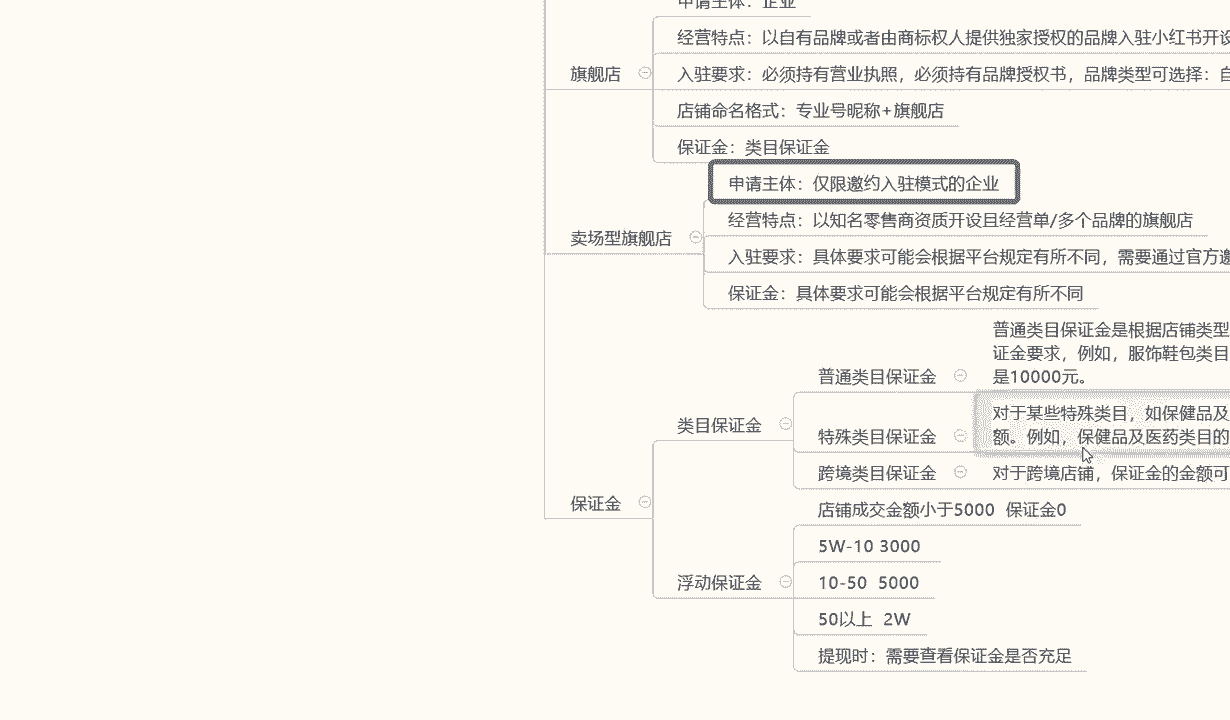 申请主体：企业
经营特点：以自有品牌或者由商标权人提供独家授权的品牌入驻小红书开设
旗舰店
入驻要求：必须持有营业执照，必须持有品牌授权书，品牌类型可选择：自
店铺命名格式：专业号昵称+旗舰店
保证金：类目保证金
申请主体：仅限邀约入驻模式的企业
经营特点：以知名零售商资质开设且经营单/多个品牌的旗舰店
卖场型旗舰店
入驻要求：具体要求可能会根据平台规定有所不同，需要通过官方邀
保证金：具体要求可能会根据平台规定有所不同
普通类目保证金是根据店铺类型
证金要求，例如，服饰鞋包类目
是10000元。
普通类目保证金
对于某些特殊类目，如保健品及
额。例如，保健品及医药类目的
特殊类目保证金
类目保证金
跨境类目保证金
对于跨境店铺，保证金的金额可
保证金
店铺成交金额小于5000 保证金0
5W-10 3000
浮动保证金
10-50 5000
50以上 2W
提现时：需要查看保证金是否充足